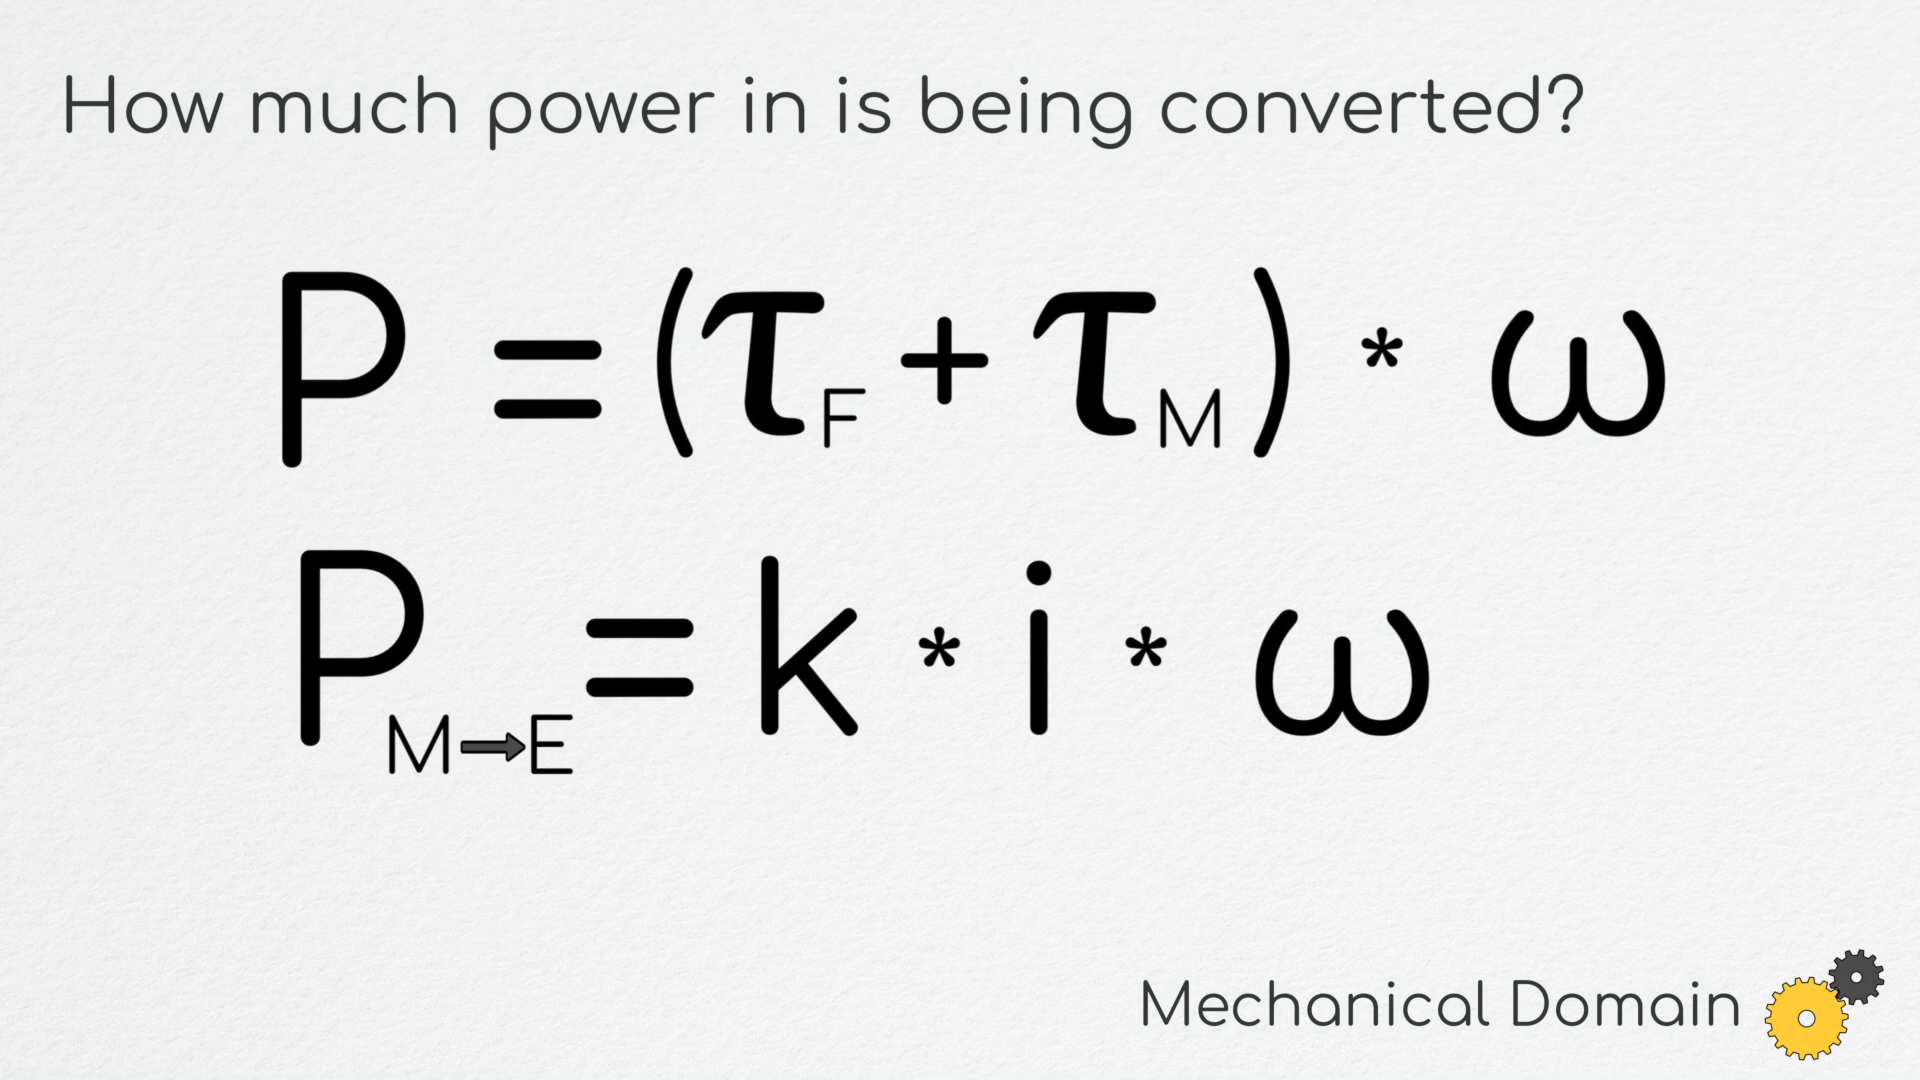 How much power in is being converted?
P = (τF + τM) * ω
PM→E = k * i * ω
Mechanical Domain